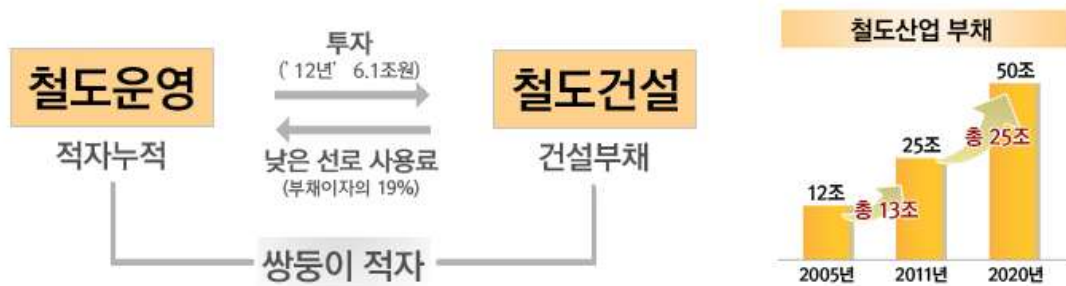 투자
('12년' 6.1조원)
철도운영
철도건설
적자누적
낮은 선로 사용료
(부채이자의 19%)
건설부채
쌍둥이 적자
철도산업 부채
50조
총 25조
25조
12조
총 13조
2005년
2011년
2020년